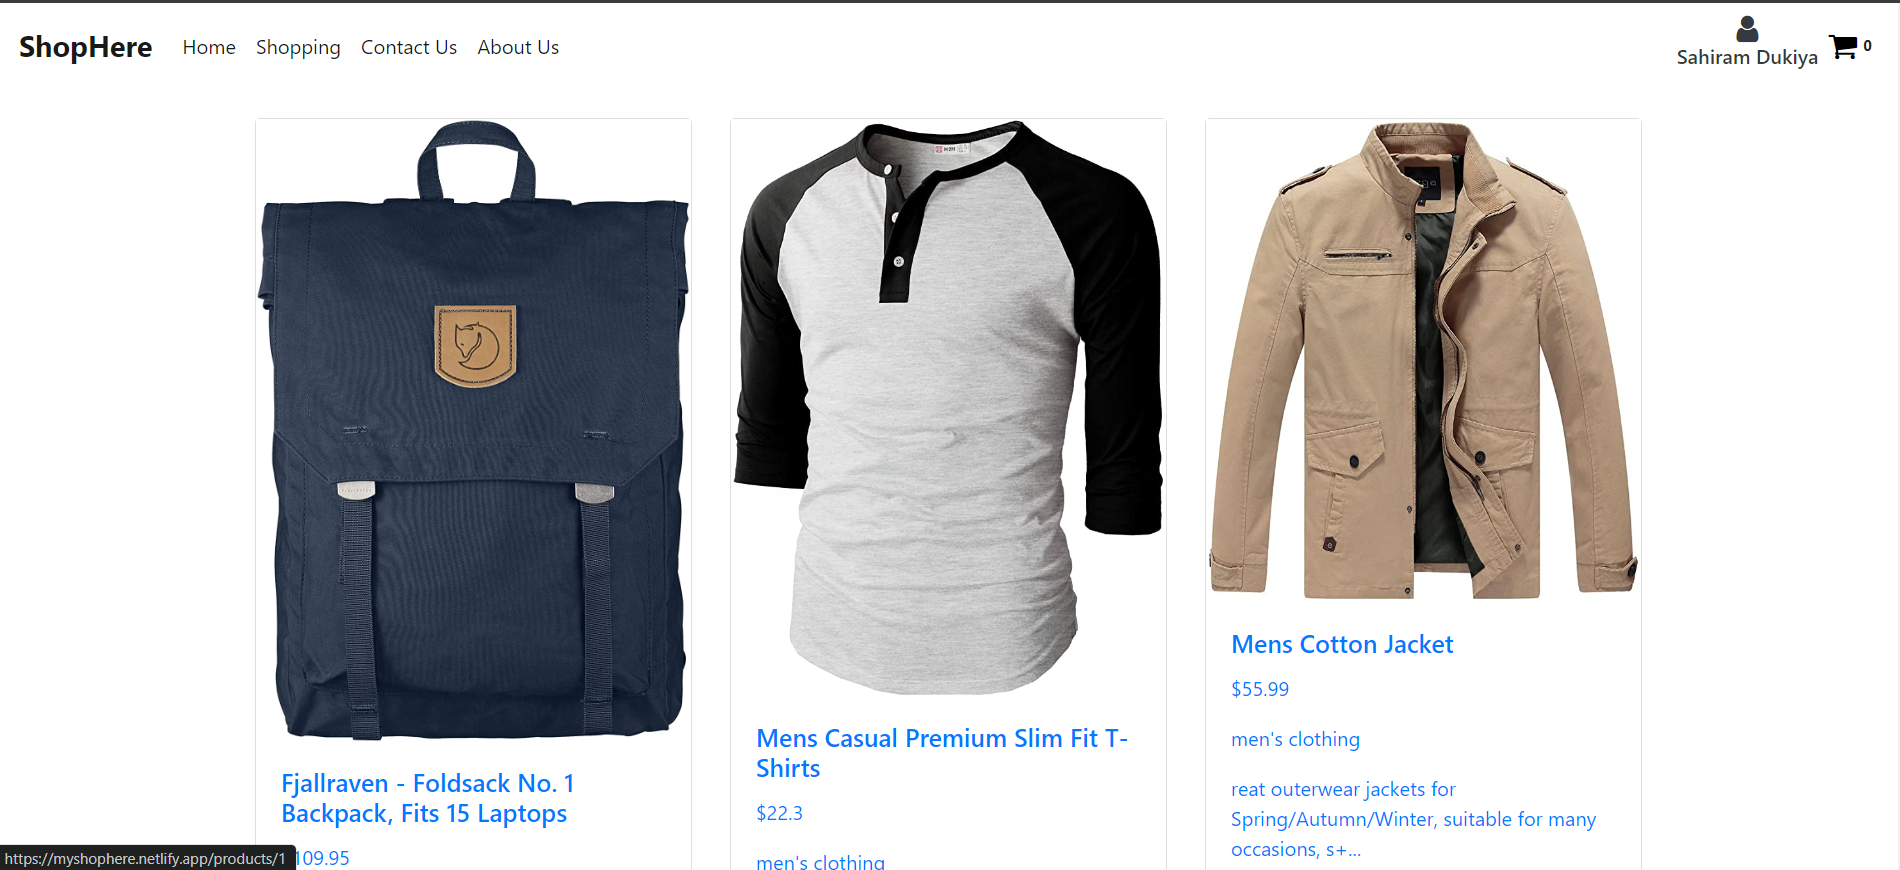 ShopHere
Home Shopping Contact Us About Us
Sahiram Dukiya
0
Fjallraven - Foldsack No. 1
Backpack, Fits 15 Laptops
109.95
Mens Casual Premium Slim Fit T-
Shirts
$22.3
men's clothing
Mens Cotton Jacket
$55.99
men's clothing
reat outerwear jackets for
Spring/Autumn/Winter, suitable for many
occasions, s+...
https://myshophere.netlify.app/products/1